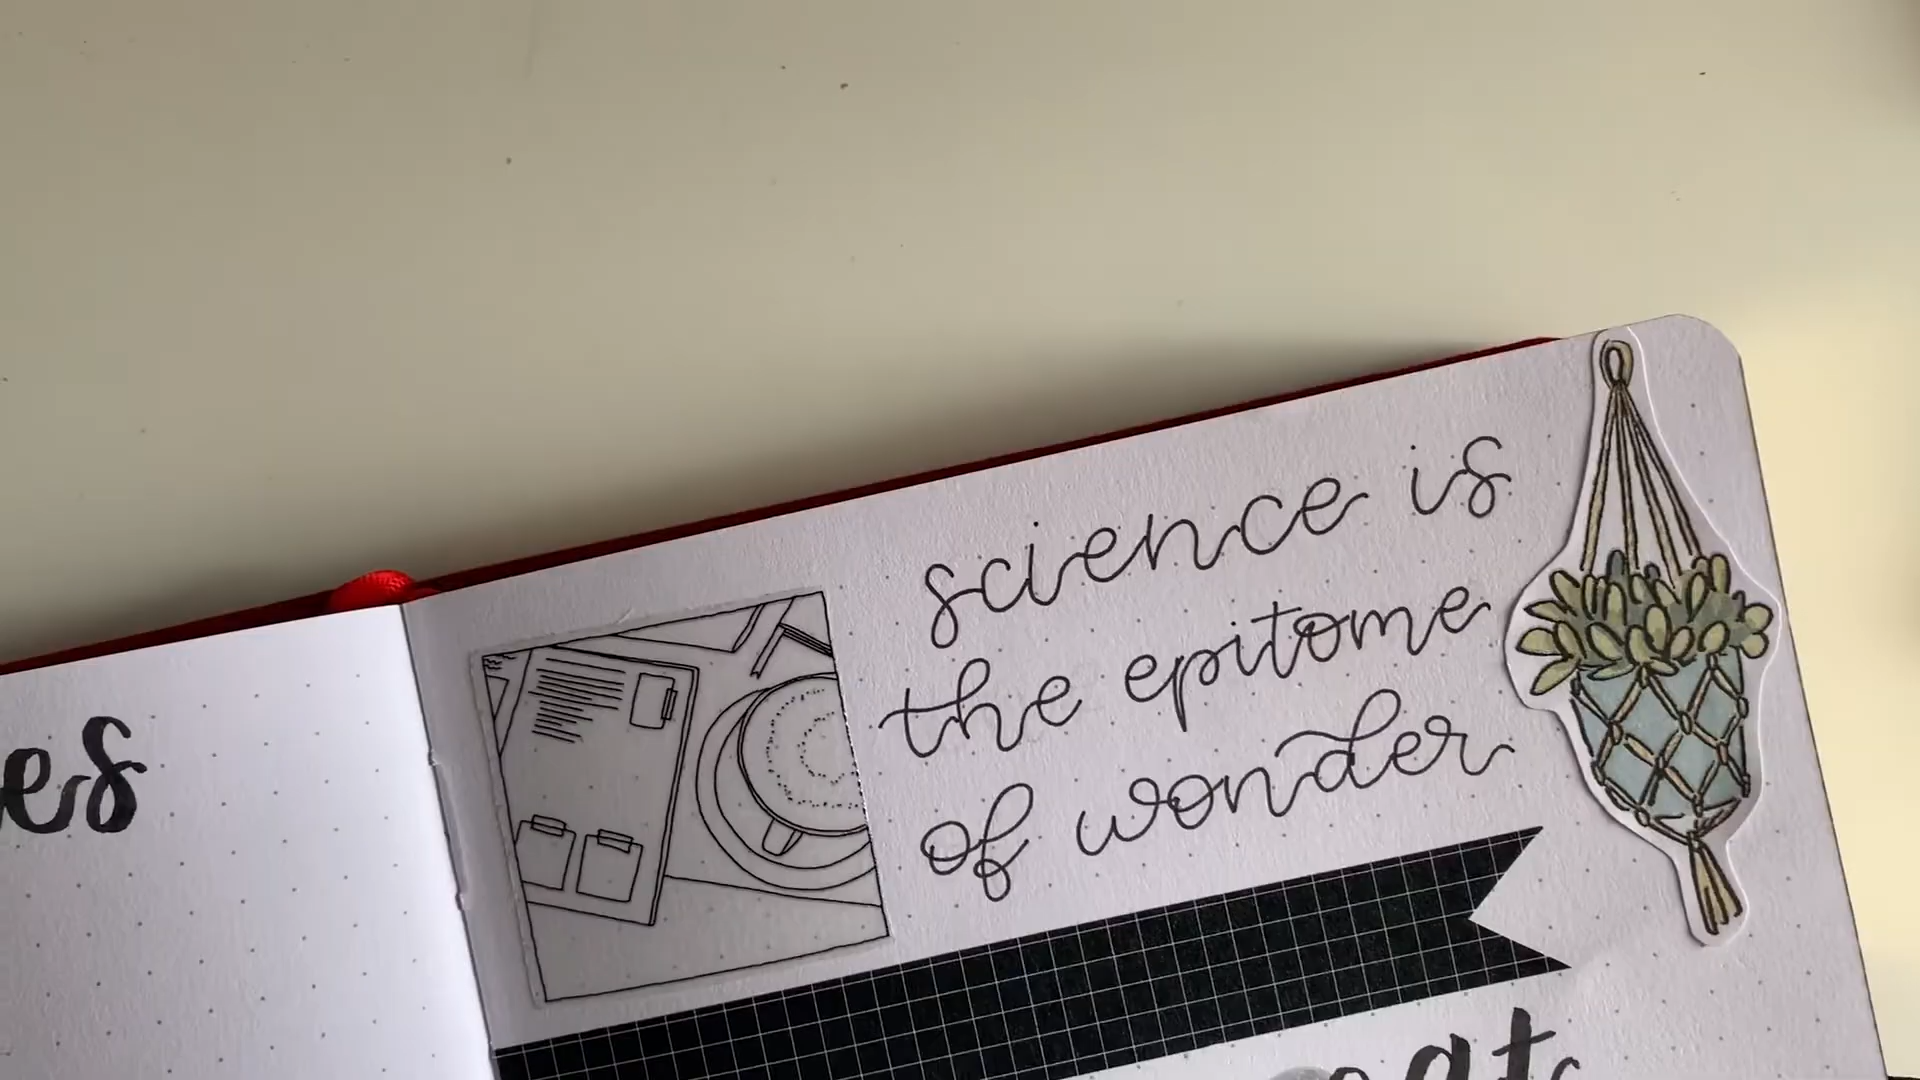 science is
the epitome
of wonder